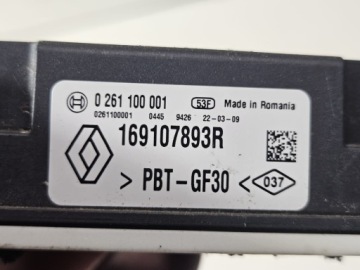 0 261 100 001 53F Made in Romania
0261100001 0445 9426 22-03-09
169107893R
> PBT-GF30 < 037